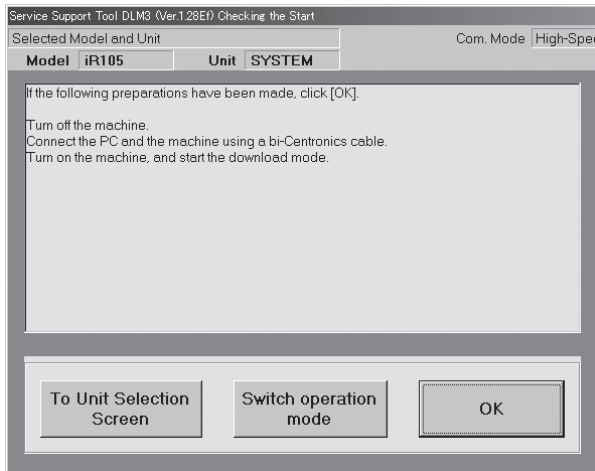 Service Support Tool DLM3 (Ver.1.28Ef) Checking the Start
Selected Model and Unit
Com. Mode High-Spee
Model iR105 Unit SYSTEM
If the following preparations have been made, click [OK].
Turn off the machine.
Connect the PC and the machine using a bi-Centronics cable.
Turn on the machine, and start the download mode.
To Unit Selection
Screen
Switch operation
mode
OK